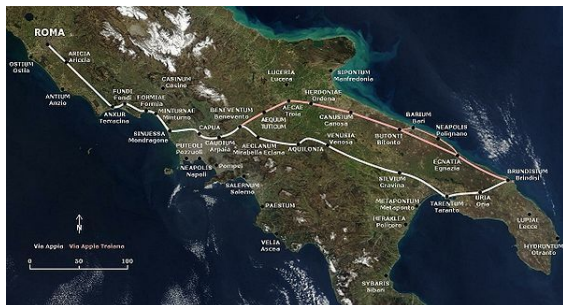 ROMA
ARICIA
Ariccia
OSTIUM
Ostia
ANTIUM
Anzio
FUNDI
Fondi
FORMIAE
Formia
CASINUM
Casino
ANXUR
Terracina
MINTURNAE
Minturno
SINUESSA
Mondragone
CAPUA
BENEVENTUM
Benevento
LUCERIA
Lucera
SIPONTUM
Manfredonia
HERDONIAE
Ordona
AECAE
Troia
AEQUUM
TUTICUM
CANUSIUM
Canosa
BARIUM
Bari
NEAPOLIS
Polignano
BUTONTI
Bitonto
PUTEOLI
Pozzuoli
CAUDIUM
Arpaia
AECLANUM
Mirabella Eclano
AQUILONIA
VENUSIA
Venosa
EGNATIA
Egnazia
BRUNDISIUM
Brindisi
NEAPOLIS
Napoli
Pompei
SALERNUM
Salerno
SILVIUM
Gravina
METAPONTUM
Metaponto
TARENTUM
Taranto
URIA
Oria
PAESTUM
HERAKLEA
Policoro
LUPIAE
Lecce
VELIA
Ascea
HYDRUNTUM
Otranto
SYBARIS
Sibari
N
Via Appia Via Appia Traiana
0 50 100